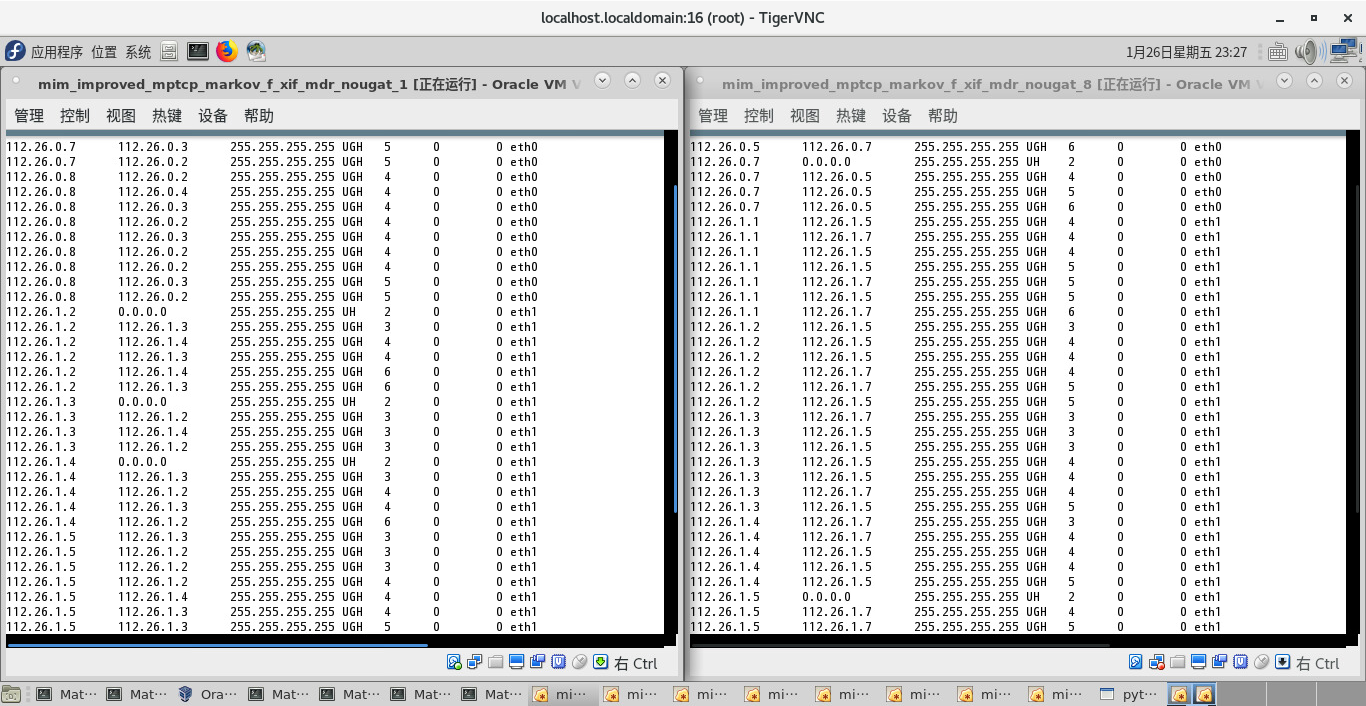 localhost.localdomain:16 (root) - TigerVNC
应用程序 位置 系统
1月26日星期五 23:27
mim_improved_mptcp_markov_f_xif_mdr_nougat_1 [正在运行] - Oracle VM V
管理 控制 视图 热键 设备 帮助
112.26.0.7 112.26.0.3 255.255.255.255 UGH 5 0 0 eth0
112.26.0.7 112.26.0.2 255.255.255.255 UGH 5 0 0 eth0
112.26.0.8 112.26.0.2 255.255.255.255 UGH 4 0 0 eth0
112.26.0.8 112.26.0.4 255.255.255.255 UGH 4 0 0 eth0
112.26.0.8 112.26.0.3 255.255.255.255 UGH 4 0 0 eth0
112.26.0.8 112.26.0.2 255.255.255.255 UGH 4 0 0 eth0
112.26.0.8 112.26.0.3 255.255.255.255 UGH 4 0 0 eth0
112.26.0.8 112.26.0.2 255.255.255.255 UGH 4 0 0 eth0
112.26.0.8 112.26.0.2 255.255.255.255 UGH 4 0 0 eth0
112.26.0.8 112.26.0.3 255.255.255.255 UGH 5 0 0 eth0
112.26.0.8 112.26.0.2 255.255.255.255 UGH 5 0 0 eth0
112.26.1.2 0.0.0.0 255.255.255.255 UH 2 0 0 eth1
112.26.1.2 112.26.1.3 255.255.255.255 UGH 3 0 0 eth1
112.26.1.2 112.26.1.4 255.255.255.255 UGH 4 0 0 eth1
112.26.1.2 112.26.1.3 255.255.255.255 UGH 4 0 0 eth1
112.26.1.2 112.26.1.4 255.255.255.255 UGH 6 0 0 eth1
112.26.1.2 112.26.1.3 255.255.255.255 UGH 6 0 0 eth1
112.26.1.3 0.0.0.0 255.255.255.255 UH 2 0 0 eth1
112.26.1.3 112.26.1.2 255.255.255.255 UGH 3 0 0 eth1
112.26.1.3 112.26.1.4 255.255.255.255 UGH 3 0 0 eth1
112.26.1.3 112.26.1.2 255.255.255.255 UGH 3 0 0 eth1
112.26.1.4 0.0.0.0 255.255.255.255 UH 2 0 0 eth1
112.26.1.4 112.26.1.3 255.255.255.255 UGH 3 0 0 eth1
112.26.1.4 112.26.1.2 255.255.255.255 UGH 4 0 0 eth1
112.26.1.4 112.26.1.3 255.255.255.255 UGH 4 0 0 eth1
112.26.1.4 112.26.1.2 255.255.255.255 UGH 6 0 0 eth1
112.26.1.5 112.26.1.3 255.255.255.255 UGH 3 0 0 eth1
112.26.1.5 112.26.1.2 255.255.255.255 UGH 3 0 0 eth1
112.26.1.5 112.26.1.2 255.255.255.255 UGH 3 0 0 eth1
112.26.1.5 112.26.1.2 255.255.255.255 UGH 4 0 0 eth1
112.26.1.5 112.26.1.4 255.255.255.255 UGH 4 0 0 eth1
112.26.1.5 112.26.1.3 255.255.255.255 UGH 4 0 0 eth1
112.26.1.5 112.26.1.3 255.255.255.255 UGH 5 0 0 eth1
右 Ctrl
mim_improved_mptcp_markov_f_xif_mdr_nougat_8 [正在运行] - Oracle VM V
管理 控制 视图 热键 设备 帮助
112.26.0.5 112.26.0.7 255.255.255.255 UGH 6 0 0 eth0
112.26.0.7 0.0.0.0 255.255.255.255 UH 2 0 0 eth0
112.26.0.7 112.26.0.5 255.255.255.255 UGH 4 0 0 eth0
112.26.0.7 112.26.0.5 255.255.255.255 UGH 5 0 0 eth0
112.26.0.7 112.26.0.5 255.255.255.255 UGH 6 0 0 eth0
112.26.1.1 112.26.1.5 255.255.255.255 UGH 4 0 0 eth1
112.26.1.1 112.26.1.7 255.255.255.255 UGH 4 0 0 eth1
112.26.1.1 112.26.1.5 255.255.255.255 UGH 4 0 0 eth1
112.26.1.1 112.26.1.5 255.255.255.255 UGH 5 0 0 eth1
112.26.1.1 112.26.1.7 255.255.255.255 UGH 5 0 0 eth1
112.26.1.1 112.26.1.5 255.255.255.255 UGH 5 0 0 eth1
112.26.1.1 112.26.1.7 255.255.255.255 UGH 6 0 0 eth1
112.26.1.2 112.26.1.5 255.255.255.255 UGH 3 0 0 eth1
112.26.1.2 112.26.1.5 255.255.255.255 UGH 4 0 0 eth1
112.26.1.2 112.26.1.5 255.255.255.255 UGH 4 0 0 eth1
112.26.1.2 112.26.1.7 255.255.255.255 UGH 4 0 0 eth1
112.26.1.2 112.26.1.7 255.255.255.255 UGH 5 0 0 eth1
112.26.1.2 112.26.1.5 255.255.255.255 UGH 5 0 0 eth1
112.26.1.3 112.26.1.7 255.255.255.255 UGH 3 0 0 eth1
112.26.1.3 112.26.1.5 255.255.255.255 UGH 3 0 0 eth1
112.26.1.3 112.26.1.5 255.255.255.255 UGH 3 0 0 eth1
112.26.1.3 112.26.1.5 255.255.255.255 UGH 4 0 0 eth1
112.26.1.3 112.26.1.5 255.255.255.255 UGH 4 0 0 eth1
112.26.1.3 112.26.1.7 255.255.255.255 UGH 4 0 0 eth1
112.26.1.3 112.26.1.5 255.255.255.255 UGH 5 0 0 eth1
112.26.1.4 112.26.1.7 255.255.255.255 UGH 3 0 0 eth1
112.26.1.4 112.26.1.7 255.255.255.255 UGH 4 0 0 eth1
112.26.1.4 112.26.1.5 255.255.255.255 UGH 4 0 0 eth1
112.26.1.4 112.26.1.5 255.255.255.255 UGH 4 0 0 eth1
112.26.1.4 112.26.1.5 255.255.255.255 UGH 5 0 0 eth1
112.26.1.5 0.0.0.0 255.255.255.255 UH 2 0 0 eth1
112.26.1.5 112.26.1.7 255.255.255.255 UGH 4 0 0 eth1
112.26.1.5 112.26.1.7 255.255.255.255 UGH 5 0 0 eth1
右 Ctrl
Mat··· Mat··· Ora··· Mat··· Mat··· Mat··· Mat··· mi··· mi··· mi··· mi··· mi··· mi··· mi··· mi··· pyt···